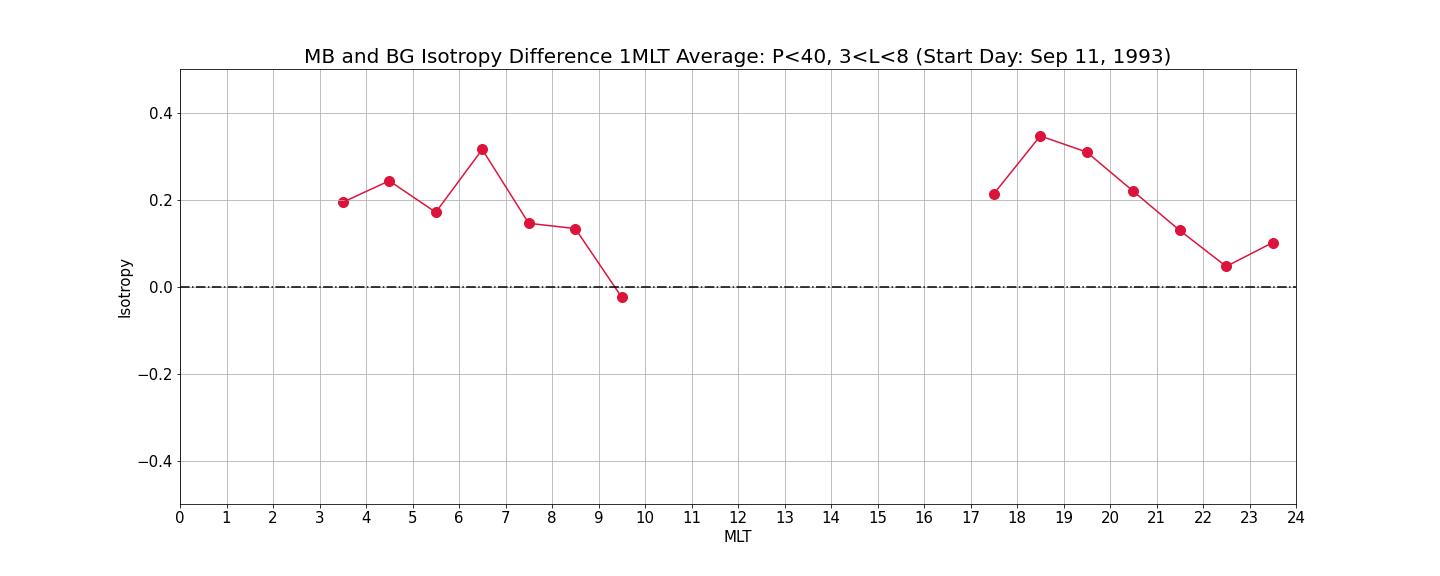 MB and BG Isotropy Difference 1MLT Average: P<40, 3<L<8 (Start Day: Sep 11, 1993)
0.4
0.2
0.0
−0.2
−0.4
Isotropy
0 1 2 3 4 5 6 7 8 9 10 11 12 13 14 15 16 17 18 19 20 21 22 23 24
MLT